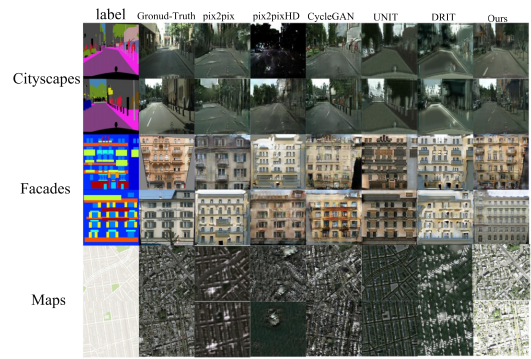 label Gronud-Truth pix2pix pix2pixHD CycleGAN UNIT DRIT Ours
Cityscapes
Facades
Maps